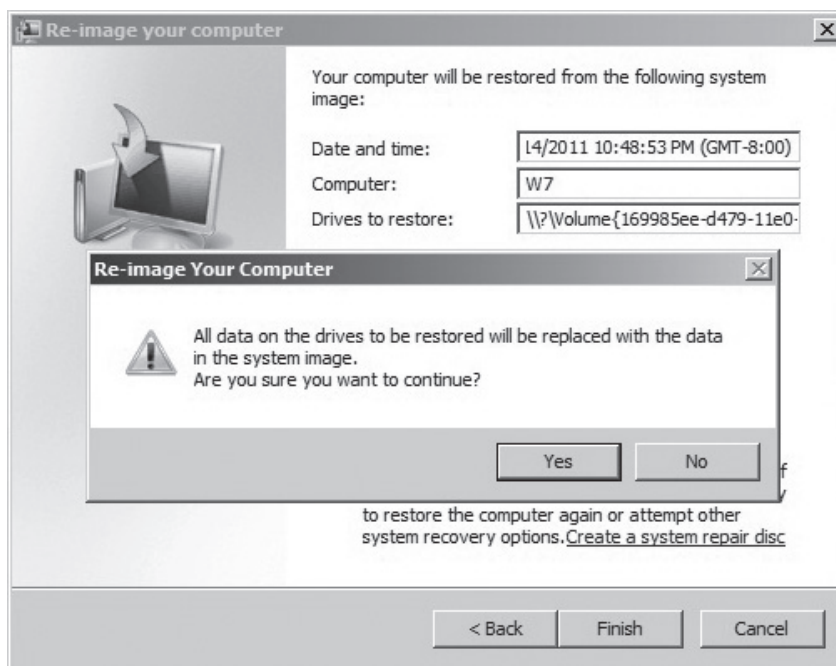 Re-image your computer
Your computer will be restored from the following system
image:
Date and time:
14/2011 10:48:53 PM (GMT-8:00)
Computer:
W7
Drives to restore:
\\?\Volume{169985ee-d479-11e0-
Re-image Your Computer
All data on the drives to be restored will be replaced with the data
in the system image.
Are you sure you want to continue?
Yes
No
to restore the computer again or attempt other
system recovery options.Create a system repair disc
< Back
Finish
Cancel